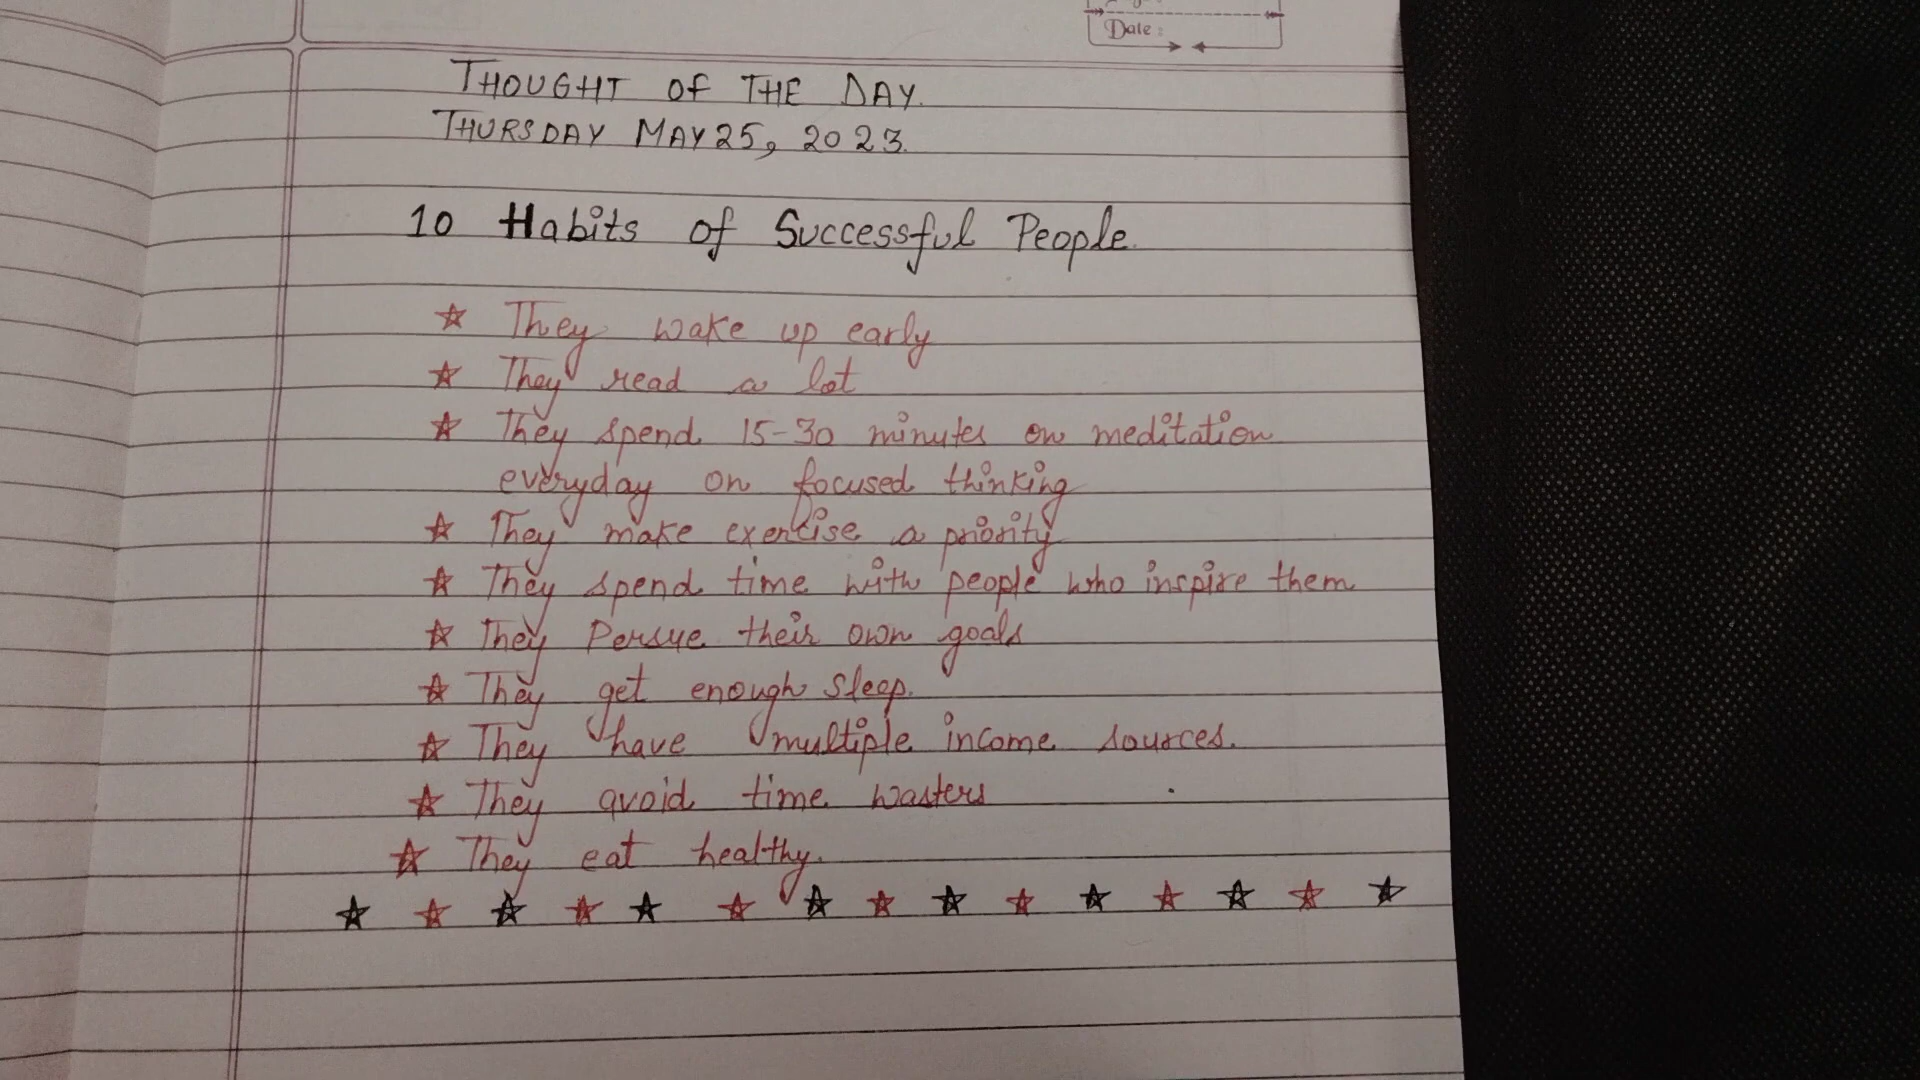 Date :
THOUGHT OF THE DAY.
THURSDAY MAY 25, 2023.
10 Habits of Successful People.
☆ They wake up early
☆ They read a lot
☆ They spend 15-30 minutes on meditation
everyday on focused thinking
☆ They make exercise a priority
☆ They spend time with people who inspire them
☆ They Persue their own goals
☆ They get enough sleep.
☆ They have multiple income sources.
☆ They avoid time wasters
☆ They eat healthy.